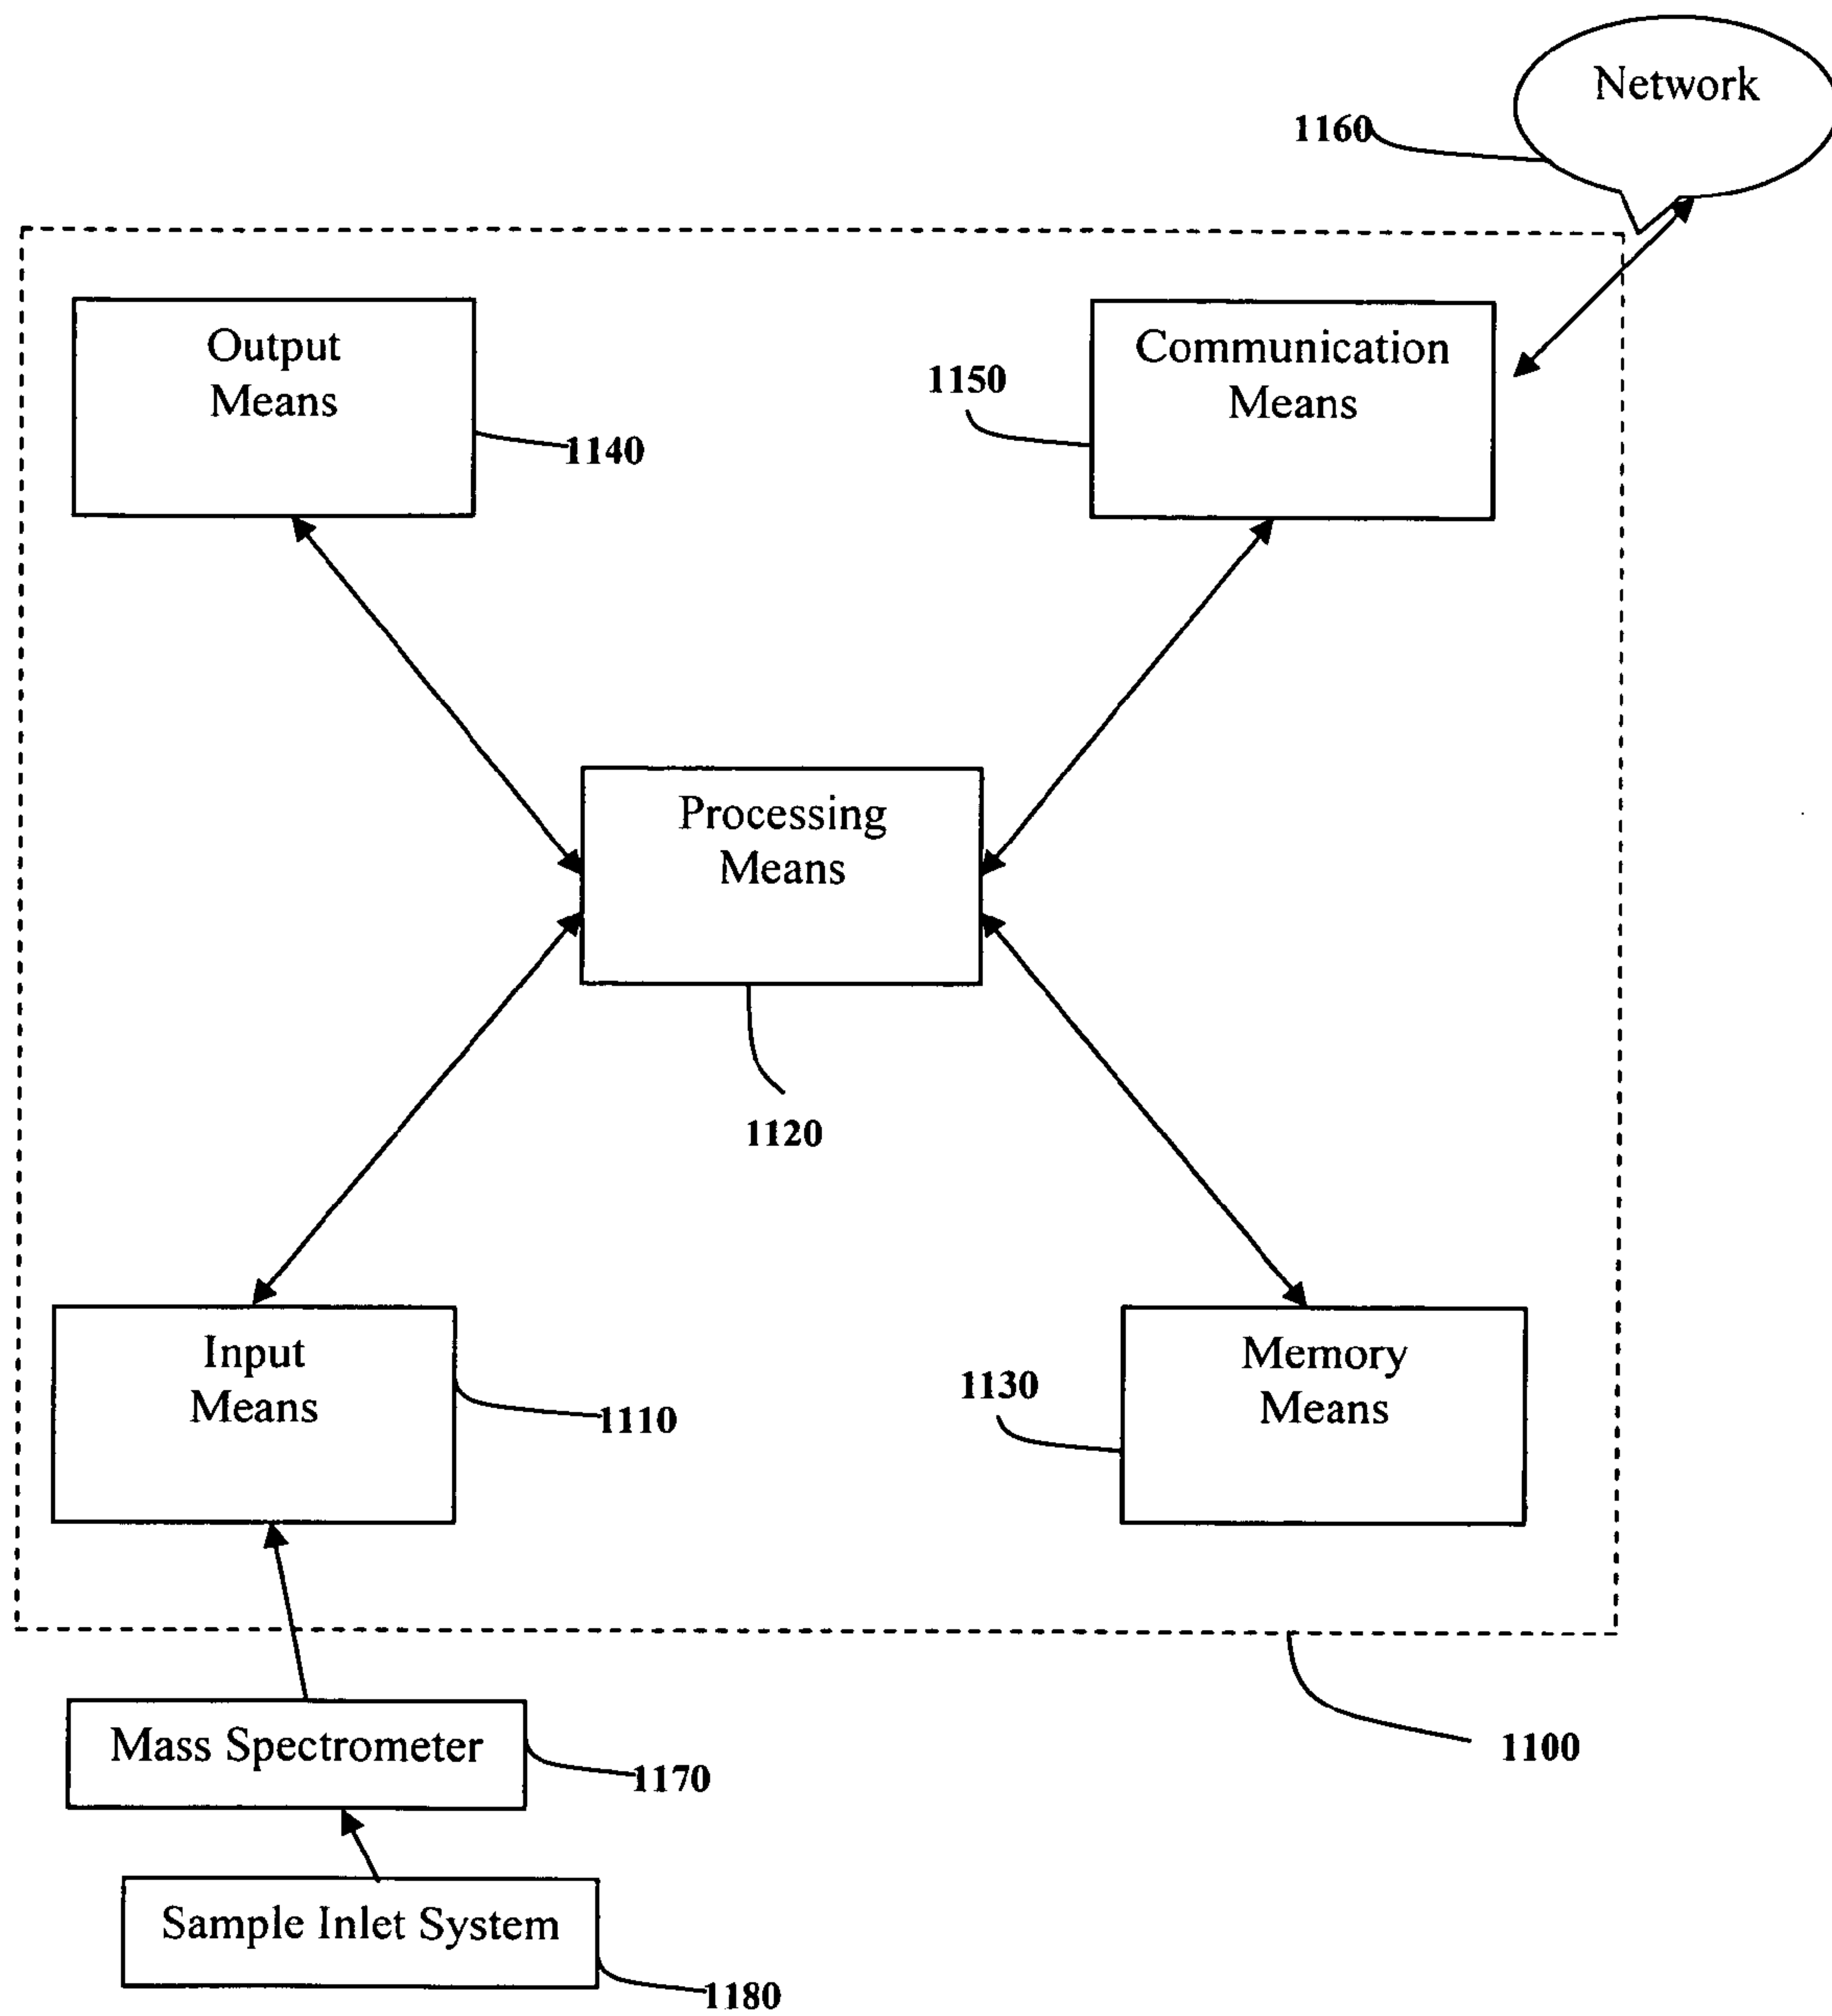 Network
1160
Output
Means
1140
Communication
Means
1150
Processing
Means
1120
Input
Means
1110
Memory
Means
1130
1100
Mass Spectrometer
1170
Sample Inlet System
1180